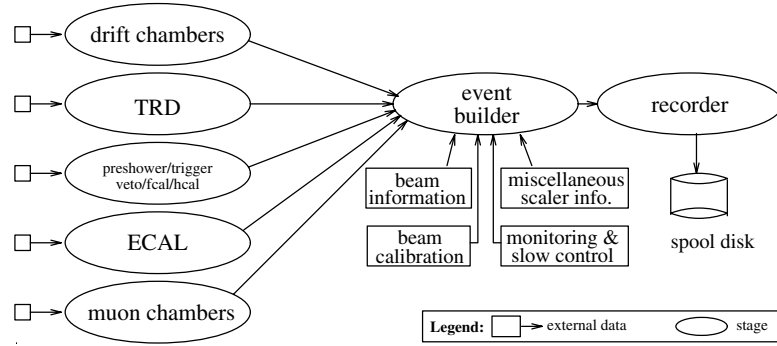 drift chambers
TRD
preshower/trigger
veto/fcal/hcal
ECAL
muon chambers
event
builder
recorder
beam
information
miscellaneous
scaler info.
beam
calibration
monitoring &
slow control
spool disk
Legend:
external data
stage